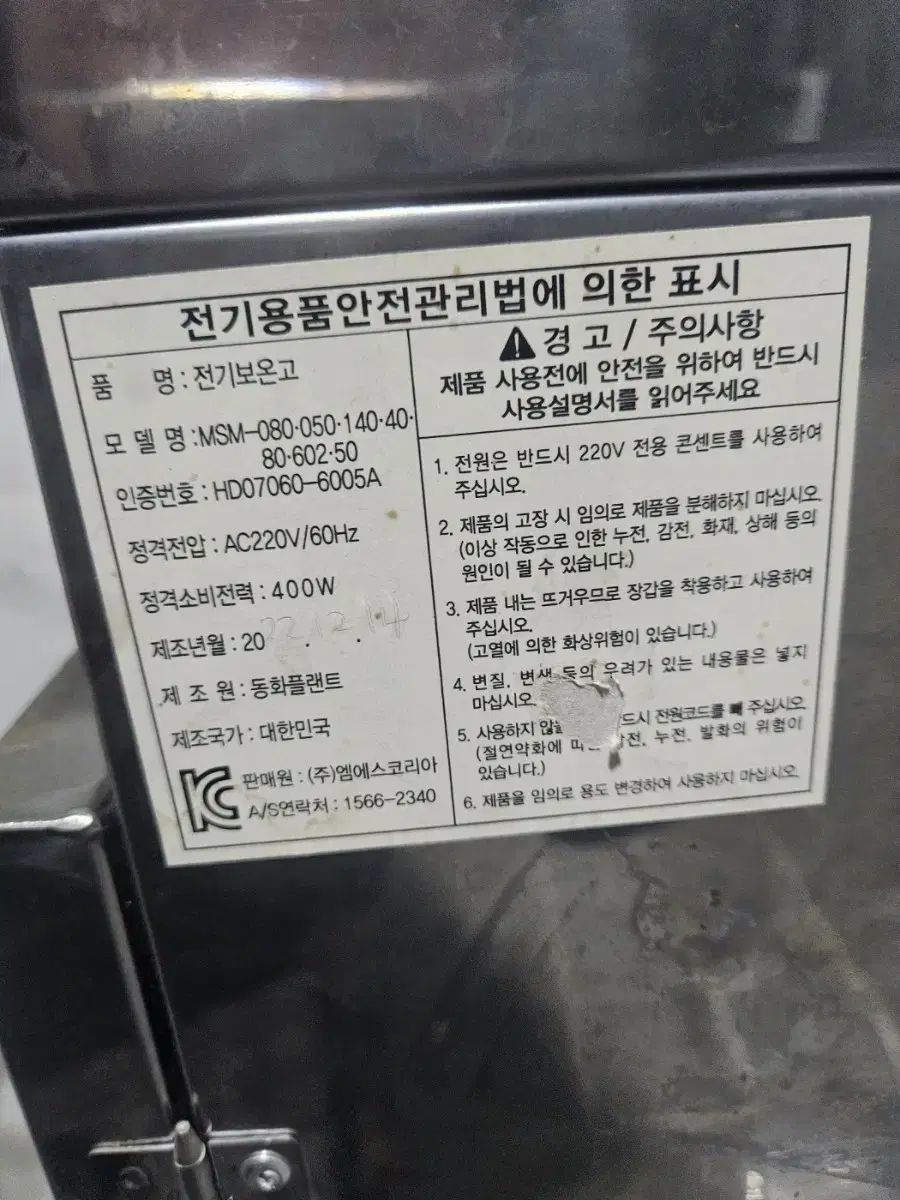 전기용품안전관리법에 의한 표시
품 명 : 전기보온고
모 델 명 :MSM-080·050·140·40·
80·602·50
인증번호 : HD07060-6005A
정격전압 : AC220V/60Hz
정격소비전력 : 400W
제조년월 : 20 22 . 12 . 14
제 조 원 : 동화플랜트
제조국가 : 대한민국
판매원 : (주)엠에스코리아
A/S연락처 : 1566-2340
경 고 / 주의사항
제품 사용전에 안전을 위하여 반드시
사용설명서를 읽어주세요
1. 전원은 반드시 220V 전용 콘센트를 사용하여
주십시오.
2. 제품의 고장 시 임의로 제품을 분해하지 마십시오.
(이상 작동으로 인한 누전, 감전, 화재, 상해 등의
원인이 될 수 있습니다.)
3. 제품 내는 뜨거우므로 장갑을 착용하고 사용하여
주십시오.
(고열에 의한 화상위험이 있습니다.)
4. 변질, 변색 등의 우려가 있는 내용물은 넣지
마십시오
5. 사용하지 않을 드시 전원코드를 빼 주십시오
(절연약화에 전, 누전, 발화의 위험이
있습니다.)
6. 제품을 임의로 용도 변경하여 사용하지 마십시오